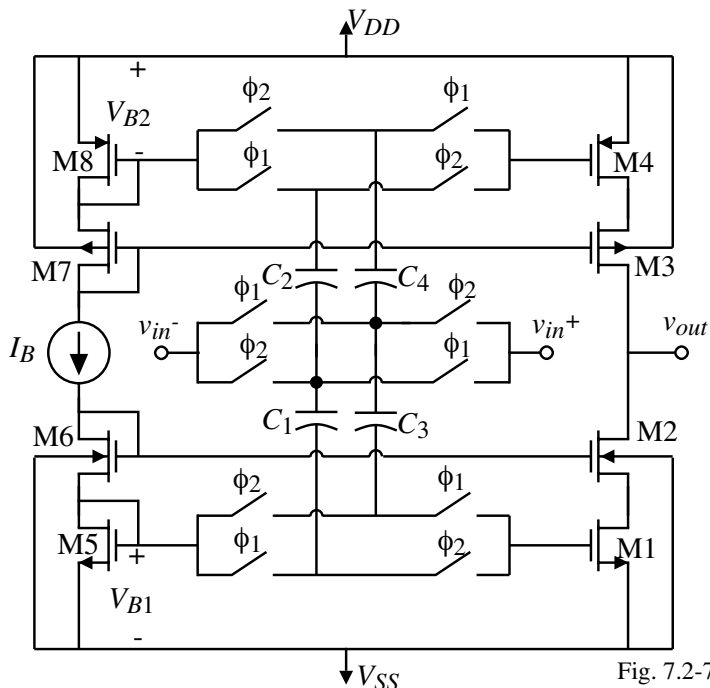 V_DD
+
ϕ2
ϕ1
V_B2
-
M8
M4
ϕ1
ϕ2
M7
M3
C2
C4
ϕ1
ϕ2
v_in-
v_in+
v_out
ϕ2
ϕ1
I_B
C1
C3
M6
M2
ϕ2
ϕ1
M5
+
ϕ1
ϕ2
M1
V_B1
-
V_SS
Fig. 7.2-7